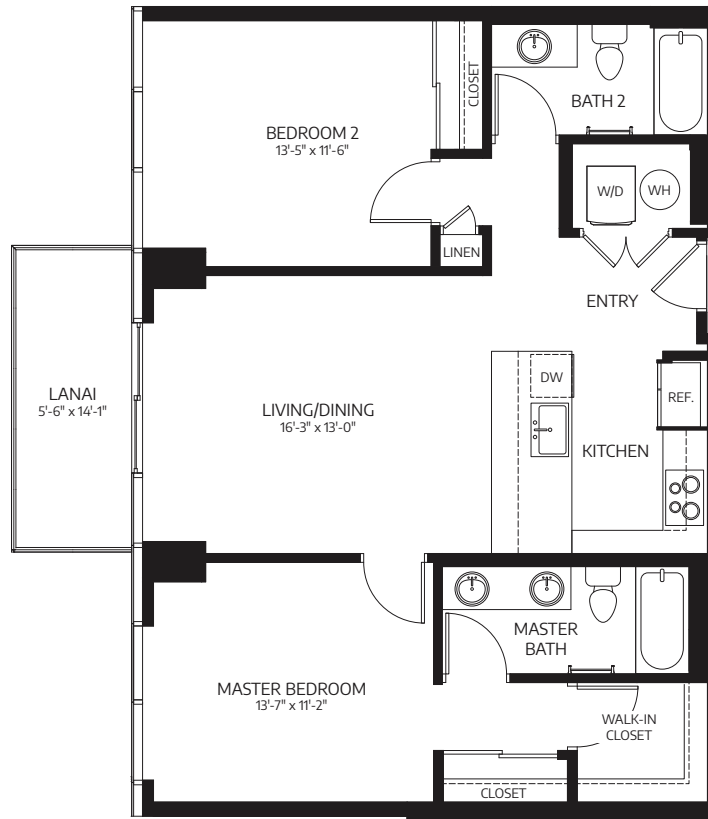 BATH 2
CLOSET
BEDROOM 2
13'-5" x 11'-6"
W/D
WH
LINEN
ENTRY
LANAI
5'-6" x 14'-1"
LIVING/DINING
16'-3" x 13'-0"
DW
REF.
KITCHEN
MASTER
BATH
MASTER BEDROOM
13'-7" x 11'-2"
WALK-IN
CLOSET
CLOSET